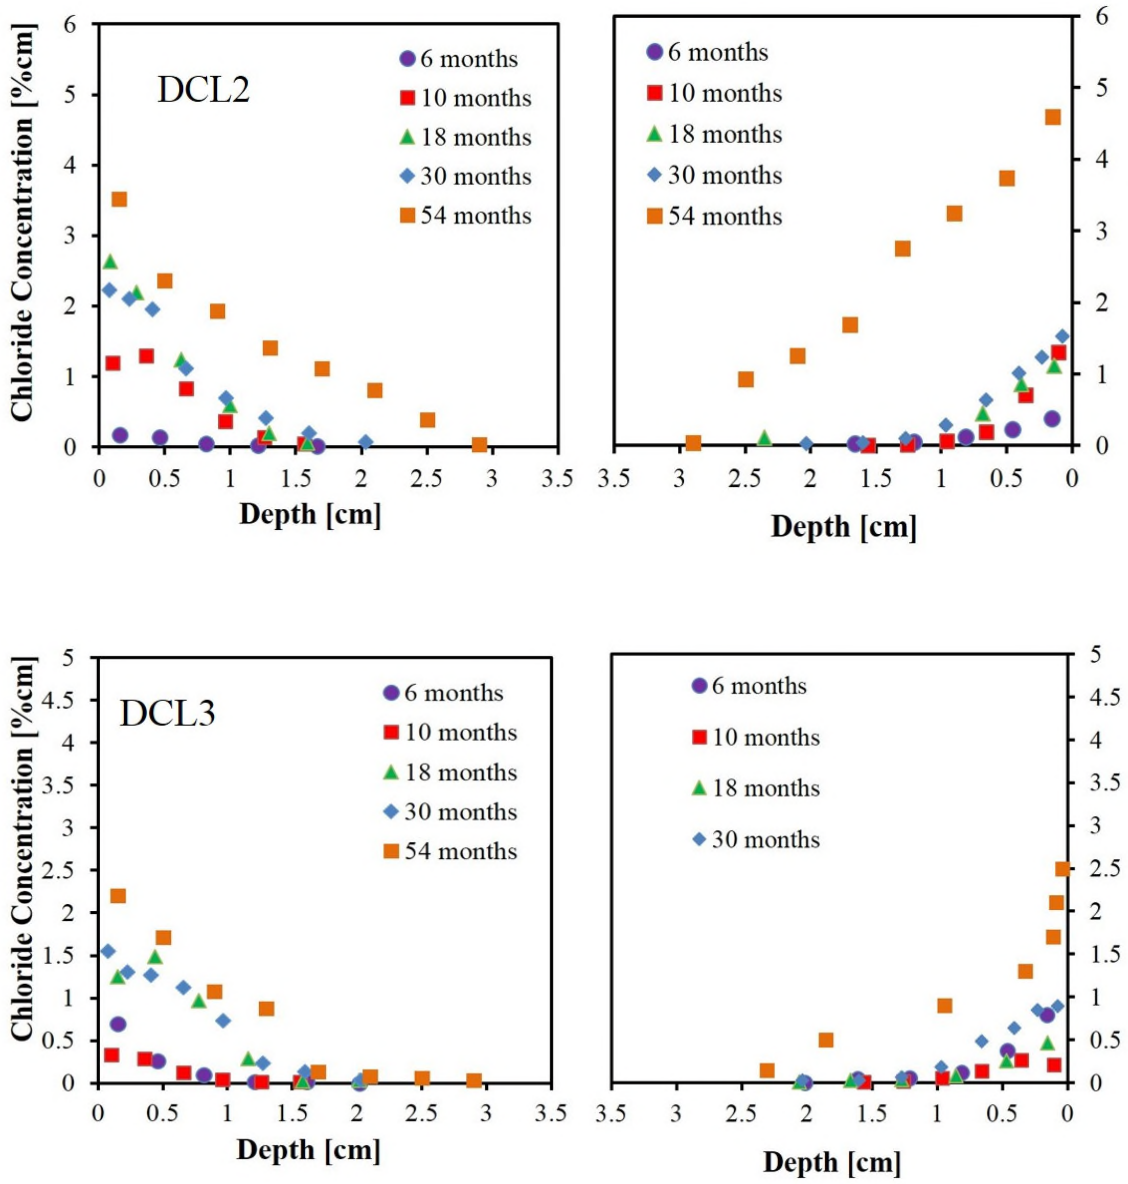 Chloride Concentration [%cm]
6
5
4
3
2
1
0
DCL2
6 months
10 months
18 months
30 months
54 months
0 0.5 1 1.5 2 2.5 3 3.5
Depth [cm]
6 months
10 months
18 months
30 months
54 months
6
5
4
3
2
1
0
3.5 3 2.5 2 1.5 1 0.5 0
Depth [cm]
Chloride Concentration [%cm]
5
4.5
4
3.5
3
2.5
2
1.5
1
0.5
0
DCL3
6 months
10 months
18 months
30 months
54 months
0 0.5 1 1.5 2 2.5 3 3.5
Depth [cm]
6 months
10 months
18 months
30 months
5
4.5
4
3.5
3
2.5
2
1.5
1
0.5
0
3.5 3 2.5 2 1.5 1 0.5 0
Depth [cm]